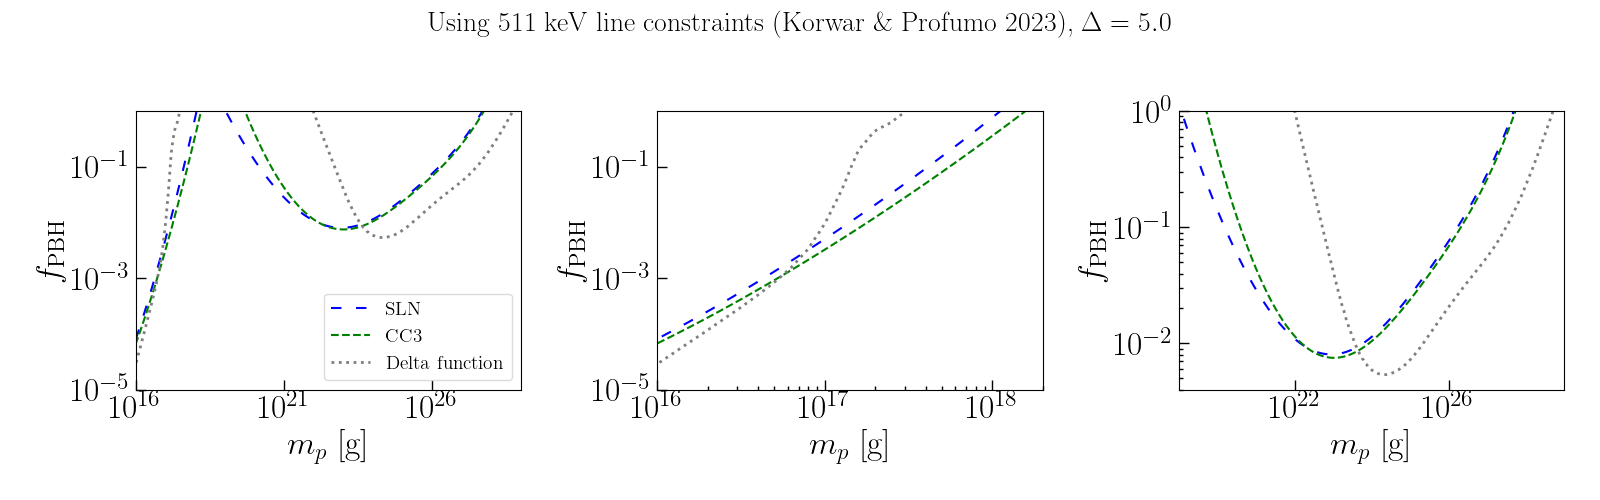 Using 511 keV line constraints (Korwar & Profumo 2023), Δ = 5.0
f_PBH
10^{-1}
10^{-3}
10^{-5}
10^{16}
10^{21}
10^{26}
m_p [g]
SLN
CC3
Delta function
f_PBH
10^{-1}
10^{-3}
10^{-5}
10^{16}
10^{17}
10^{18}
m_p [g]
f_PBH
10^{0}
10^{-1}
10^{-2}
10^{22}
10^{26}
m_p [g]